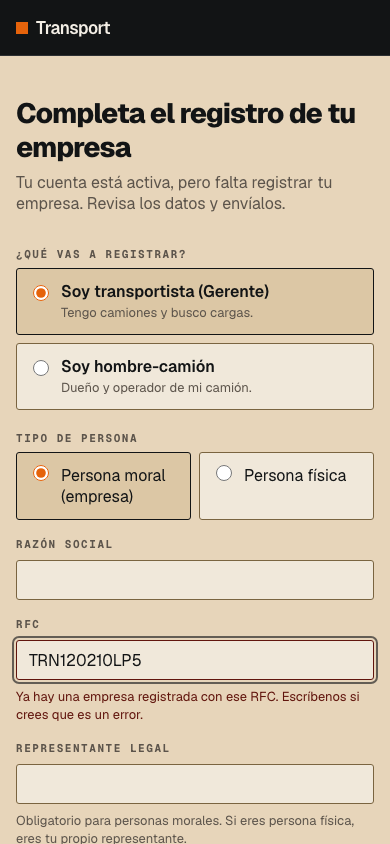 Transport
Completa el registro de tu
empresa
Tu cuenta está activa, pero falta registrar tu
empresa. Revisa los datos y envíalos.
¿QUÉ VAS A REGISTRAR?
Soy transportista (Gerente)
Tengo camiones y busco cargas.
Soy hombre-camión
Dueño y operador de mi camión.
TIPO DE PERSONA
Persona moral
(empresa)
Persona física
RAZÓN SOCIAL
RFC
TRN120210LP5
Ya hay una empresa registrada con ese RFC. Escríbenos si
crees que es un error.
REPRESENTANTE LEGAL
Obligatorio para personas morales. Si eres persona física,
eres tu propio representante.